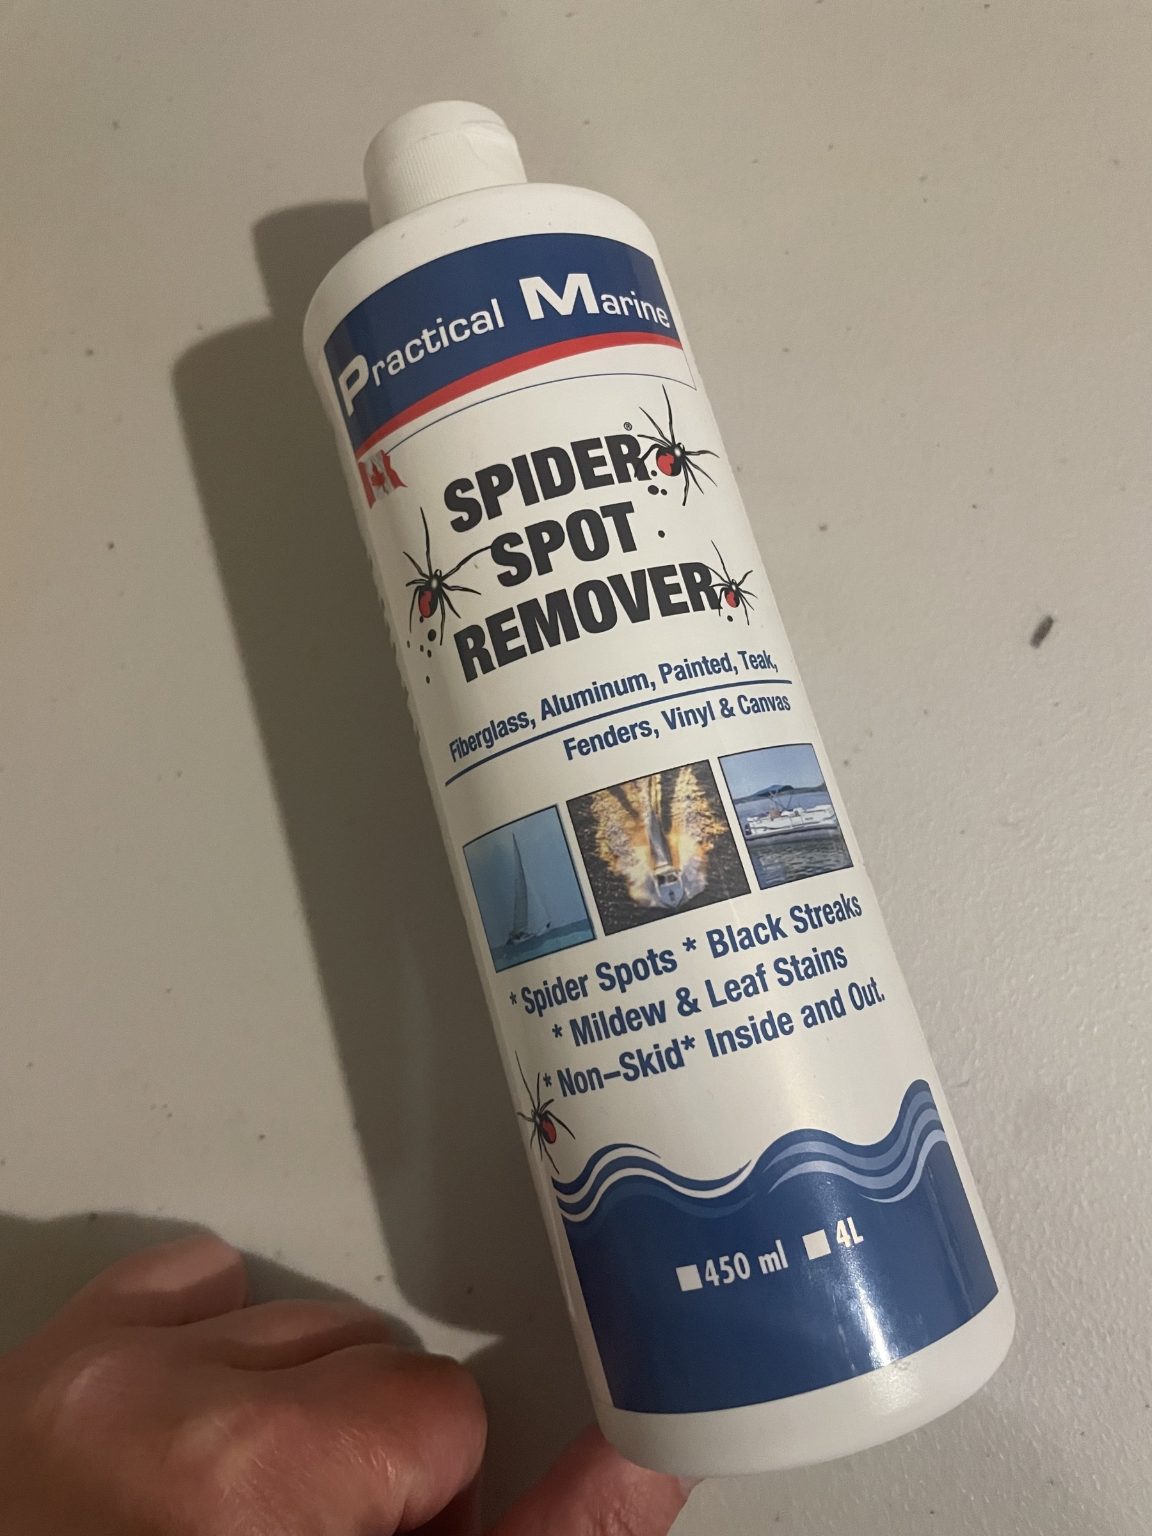 Practical Marine
SPIDER®
SPOT
REMOVER
Fiberglass, Aluminum, Painted, Teak,
Fenders, Vinyl & Canvas
* Spider Spots * Black Streaks
* Mildew & Leaf Stains
* Non-Skid* Inside and Out.
450 ml 4L